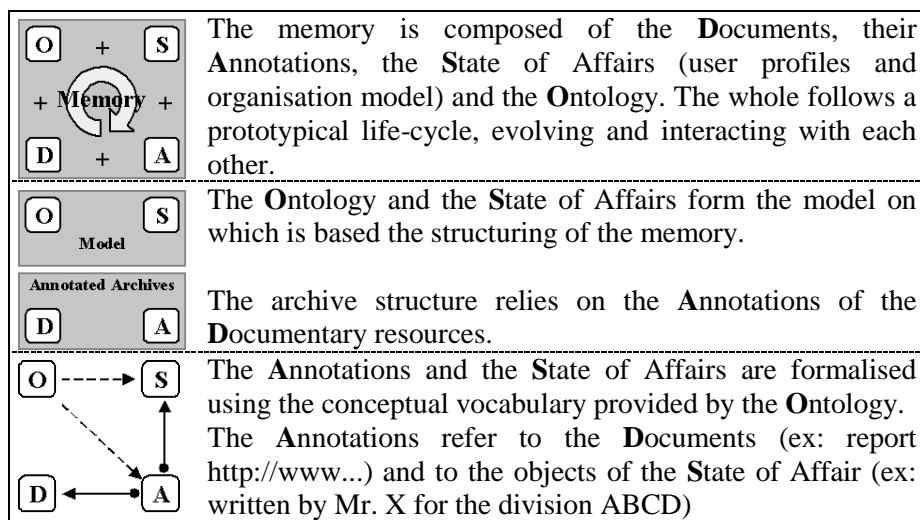 O + S
+ Memory +
D + A
The memory is composed of the Documents, their
Annotations, the State of Affairs (user profiles and
organisation model) and the Ontology. The whole follows a
prototypical life-cycle, evolving and interacting with each
other.
O S
Model
The Ontology and the State of Affairs form the model on
which is based the structuring of the memory.
Annotated Archives
D A
The archive structure relies on the Annotations of the
Documentary resources.
O S
D A
The Annotations and the State of Affairs are formalised
using the conceptual vocabulary provided by the Ontology.
The Annotations refer to the Documents (ex: report
http://www...) and to the objects of the State of Affair (ex:
written by Mr. X for the division ABCD)